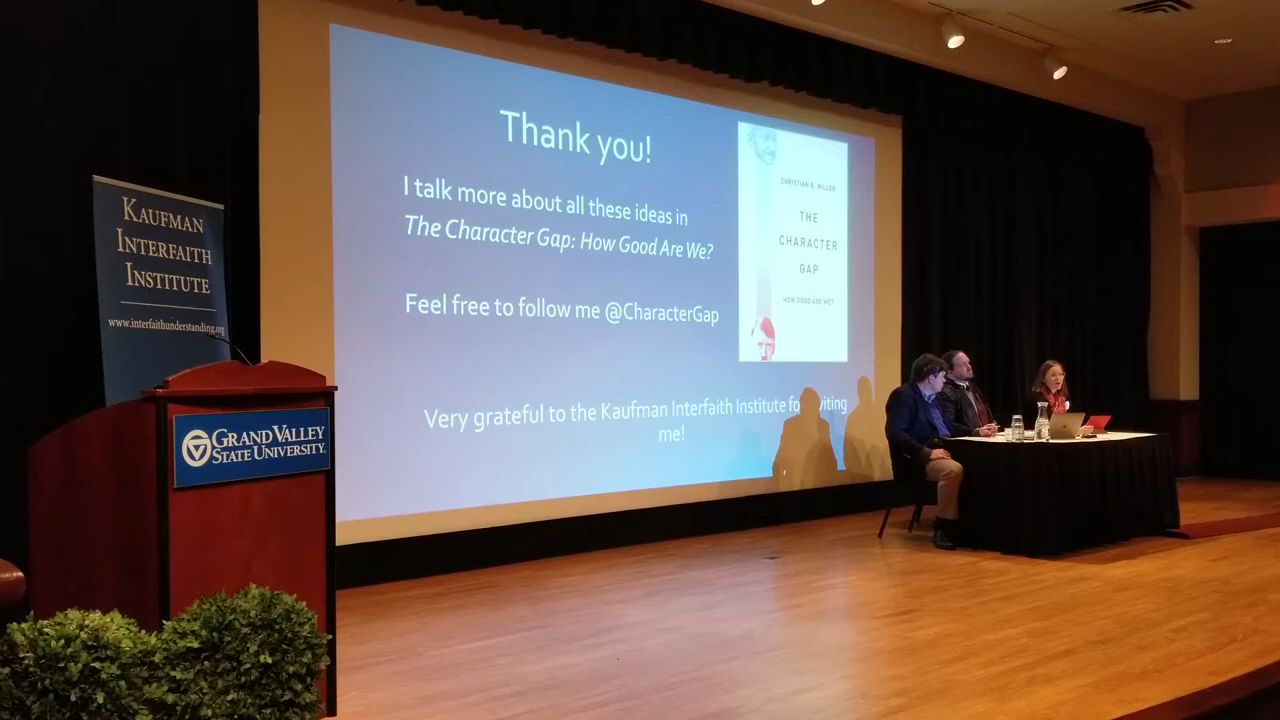 KAUFMAN
INTERFAITH
INSTITUTE
www.interfaithunderstanding.org
GRAND VALLEY
STATE UNIVERSITY
Thank you!
I talk more about all these ideas in
The Character Gap: How Good Are We?
Feel free to follow me @CharacterGap
Very grateful to the Kaufman Interfaith Institute for
me!
CHRISTIAN B. MILLER
THE
CHARACTER
GAP
HOW GOOD ARE WE?